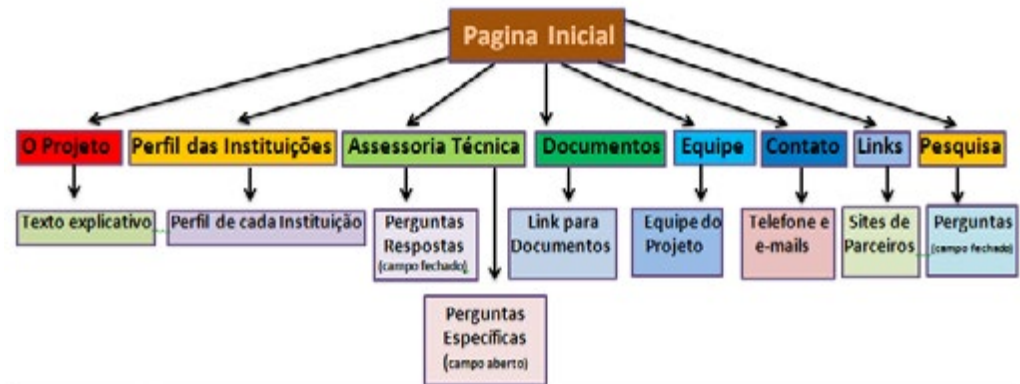 Pagina Inicial
O Projeto
Perfil das Instituições
Assessoria Técnica
Documentos
Equipe
Contato
Links
Pesquisa
Texto explicativo
Perfil de cada Instituição
Perguntas
Respostas
(campo fechado)
Link para
Documentos
Equipe do
Projeto
Telefone e
e-mails
Sites de
Parceiros
Perguntas
(campo fechado)
Perguntas
Específicas
(campo aberto)